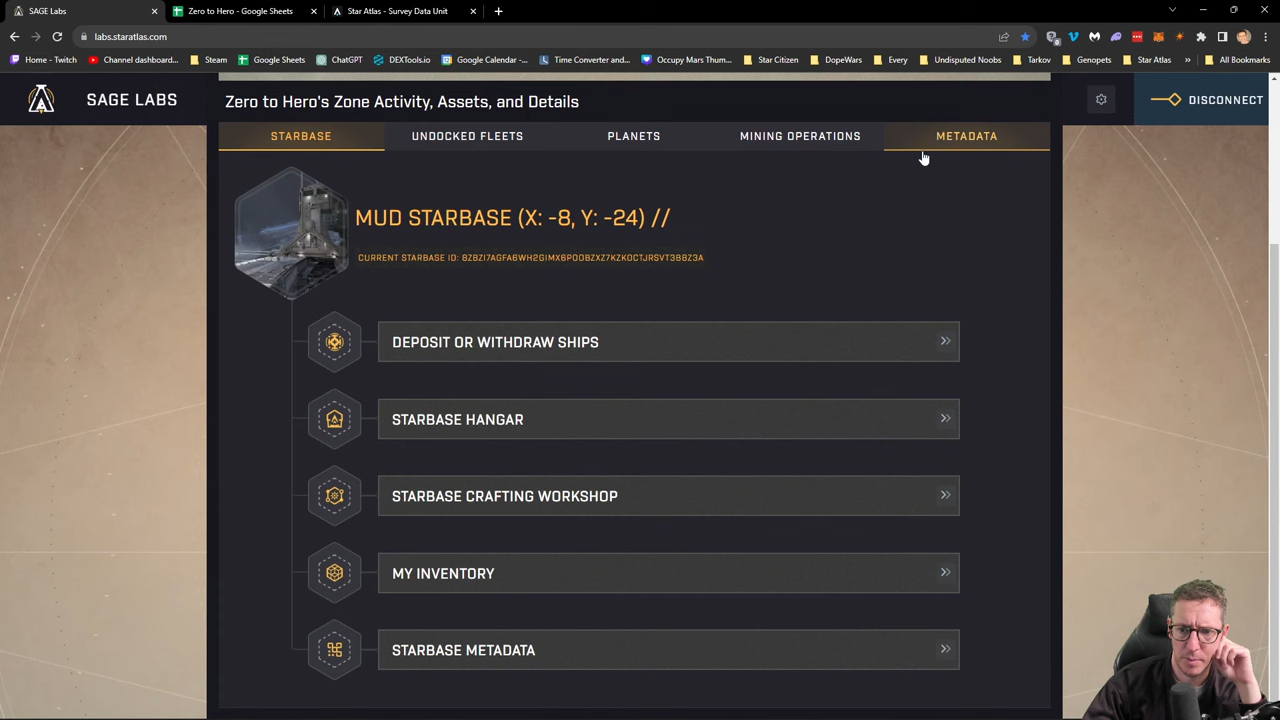 SAGE Labs
Zero to Hero - Google Sheets
Star Atlas - Survey Data Unit
labs.staratlas.com
Home - Twitch
Channel dashboard...
Steam
Google Sheets
ChatGPT
DEXTools.io
Google Calendar -...
Time Converter and...
Occupy Mars Thum...
Star Citizen
DopeWars
Every
Undisputed Noobs
Tarkov
Genopets
Star Atlas
»
All Bookmarks
SAGE LABS
Zero to Hero's Zone Activity, Assets, and Details
DISCONNECT
STARBASE
UNDOCKED FLEETS
PLANETS
MINING OPERATIONS
METADATA
MUD STARBASE (X: -8, Y: -24) //
DEPOSIT OR WITHDRAW SHIPS
STARBASE HANGAR
STARBASE CRAFTING WORKSHOP
MY INVENTORY
STARBASE METADATA